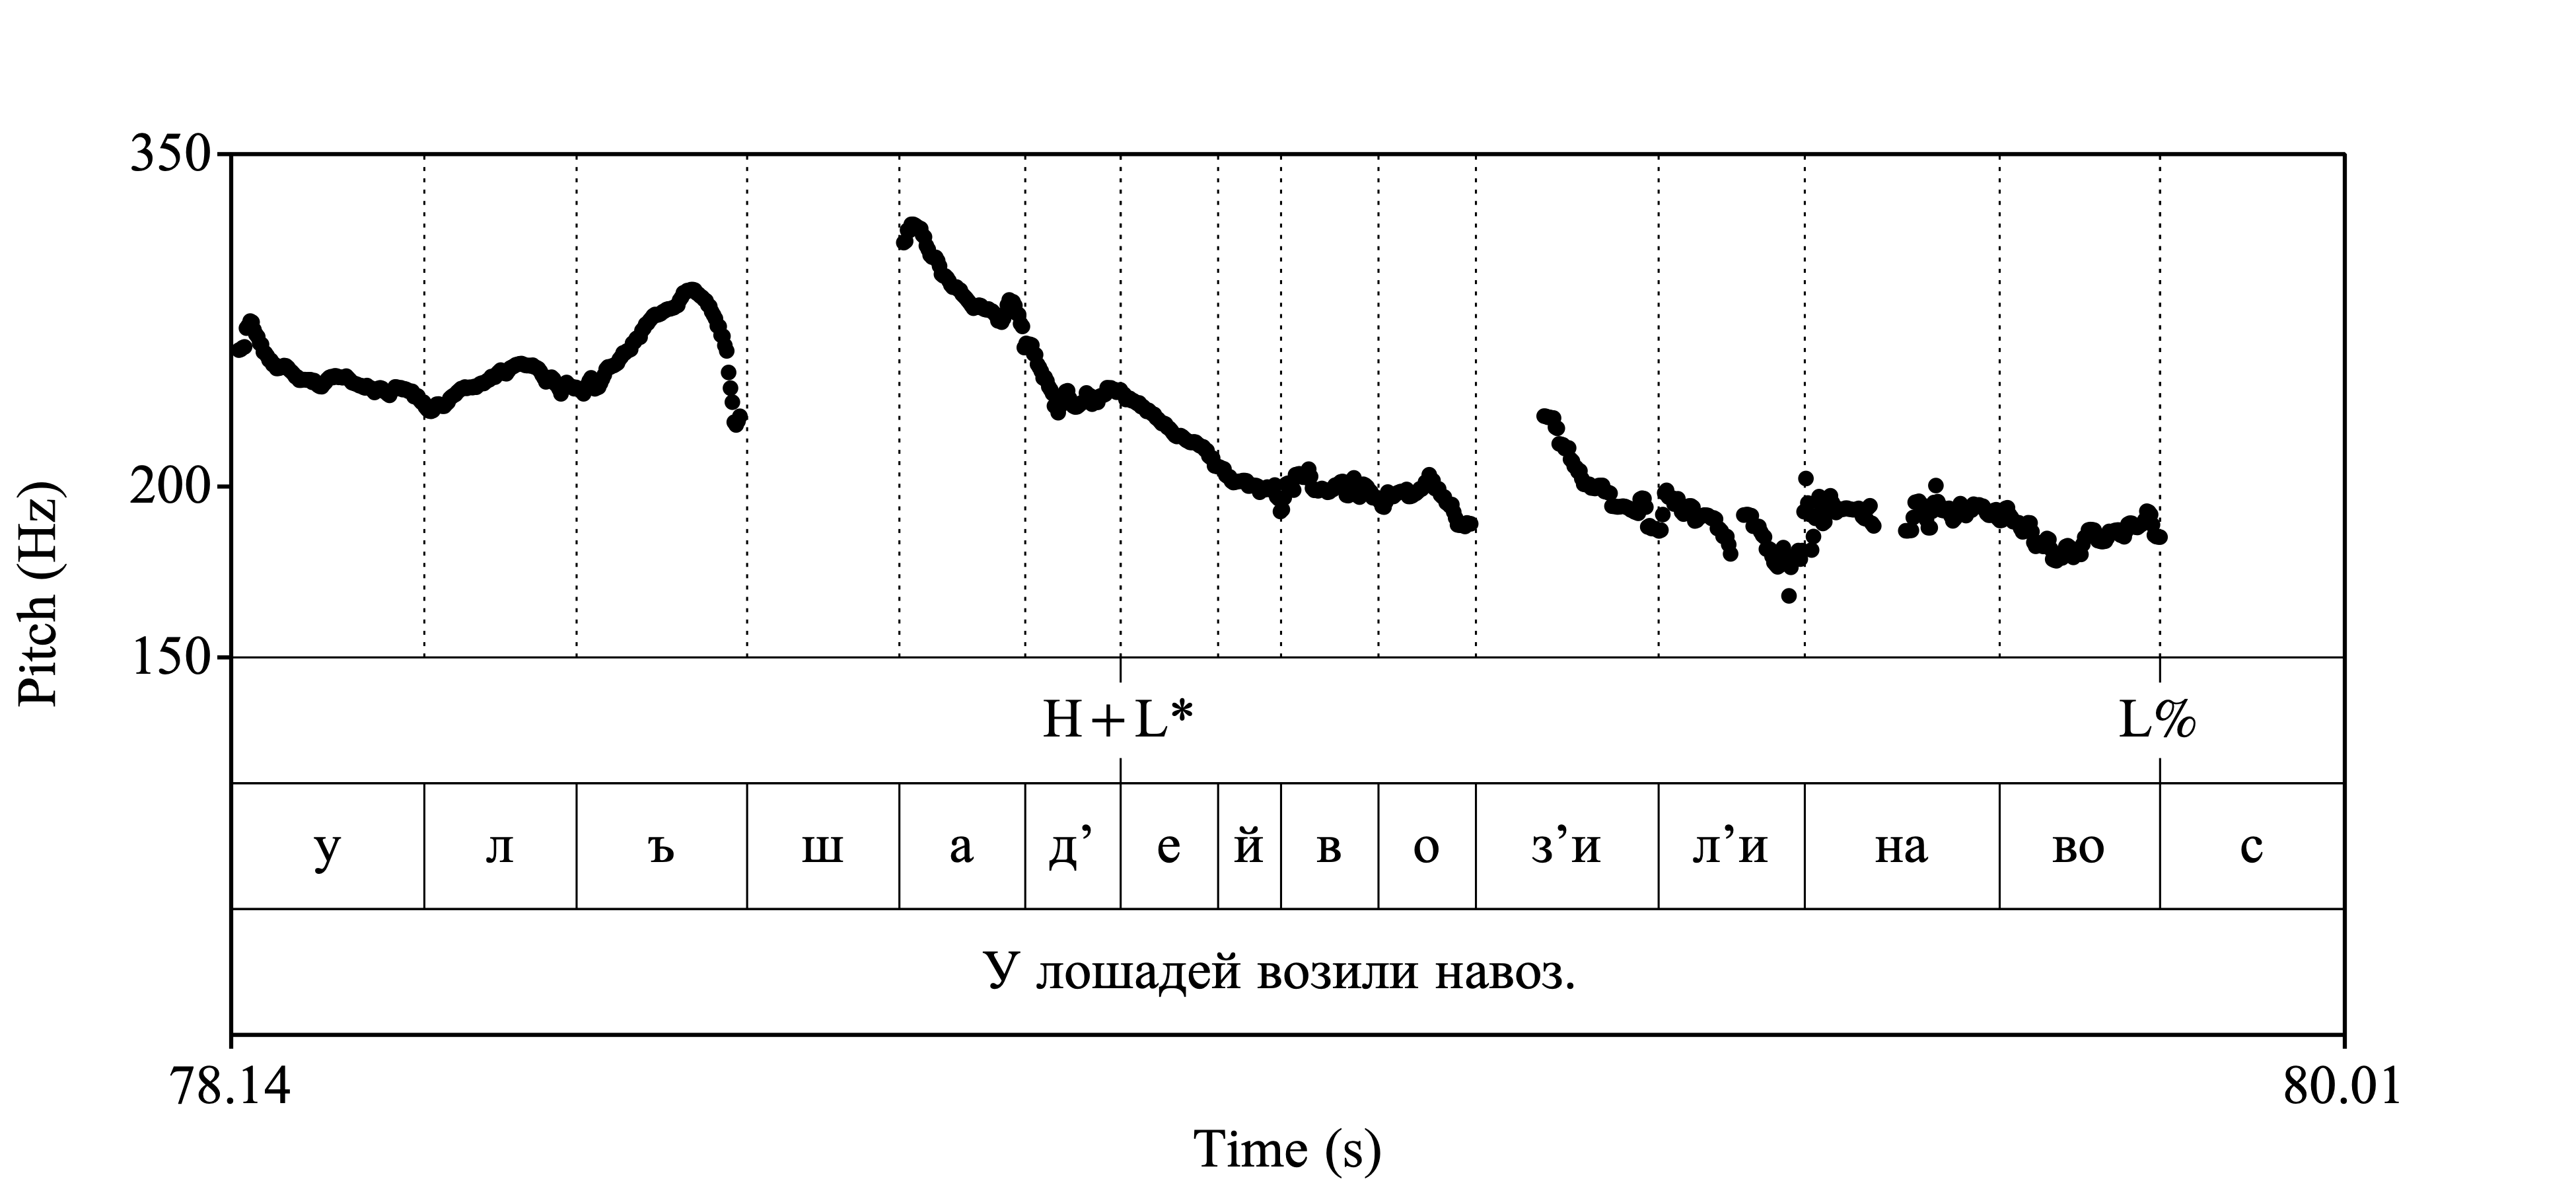 350
200
150
Pitch (Hz)
H+L* L%
у л ъ ш а д’ е й в о з’и л’и на во с
У лошадей возили навоз.
78.14 80.01
Time (s)